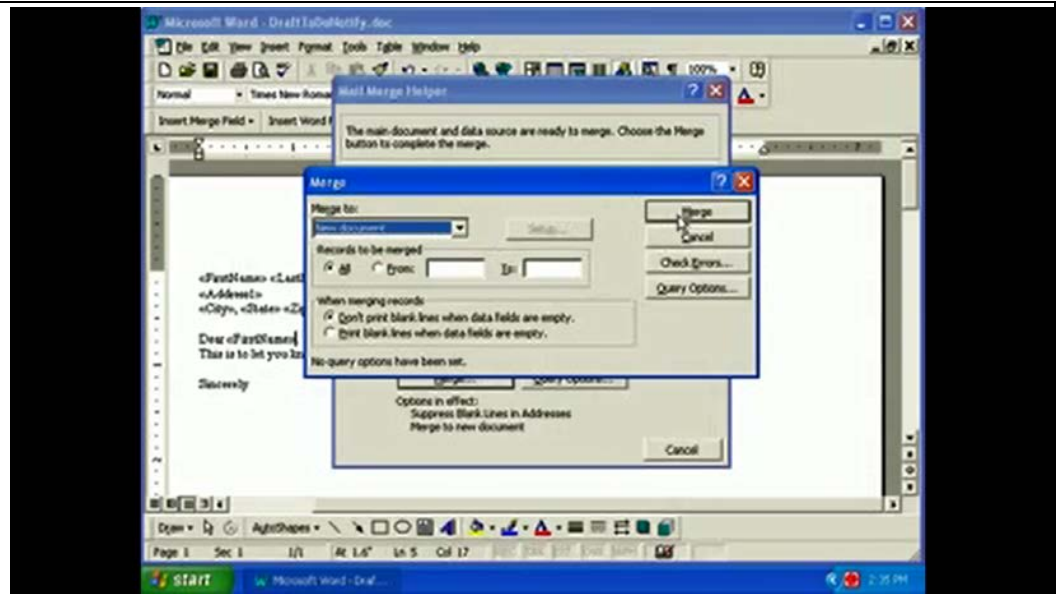 Microsoft Word - DraftToDoNotify.doc
File Edit View Insert Format Tools Table Window Help
100%
Normal Times New Roman
Insert Merge Field Insert Word
Mail Merge Helper
The main document and data source are ready to merge. Choose the Merge
button to complete the merge.
Merge
Merge to:
New document
Setup...
Merge
Cancel
Check Errors...
Query Options...
Records to be merged
All From: To:
When merging records
Don't print blank lines when data fields are empty.
Print blank lines when data fields are empty.
No query options have been set.
«FirstName»
«Address1»
«City», «State»
Dear «FirstName»
This is to let you
Sincerely
Merge... Query Options...
Options in effect:
Suppress Blank Lines in Addresses
Merge to new document
Cancel
Draw AutoShapes
Page 1 Sec 1 1/1 At 1.6" Ln 5 Col 17
start Microsoft Word - Draf... 2:35 PM